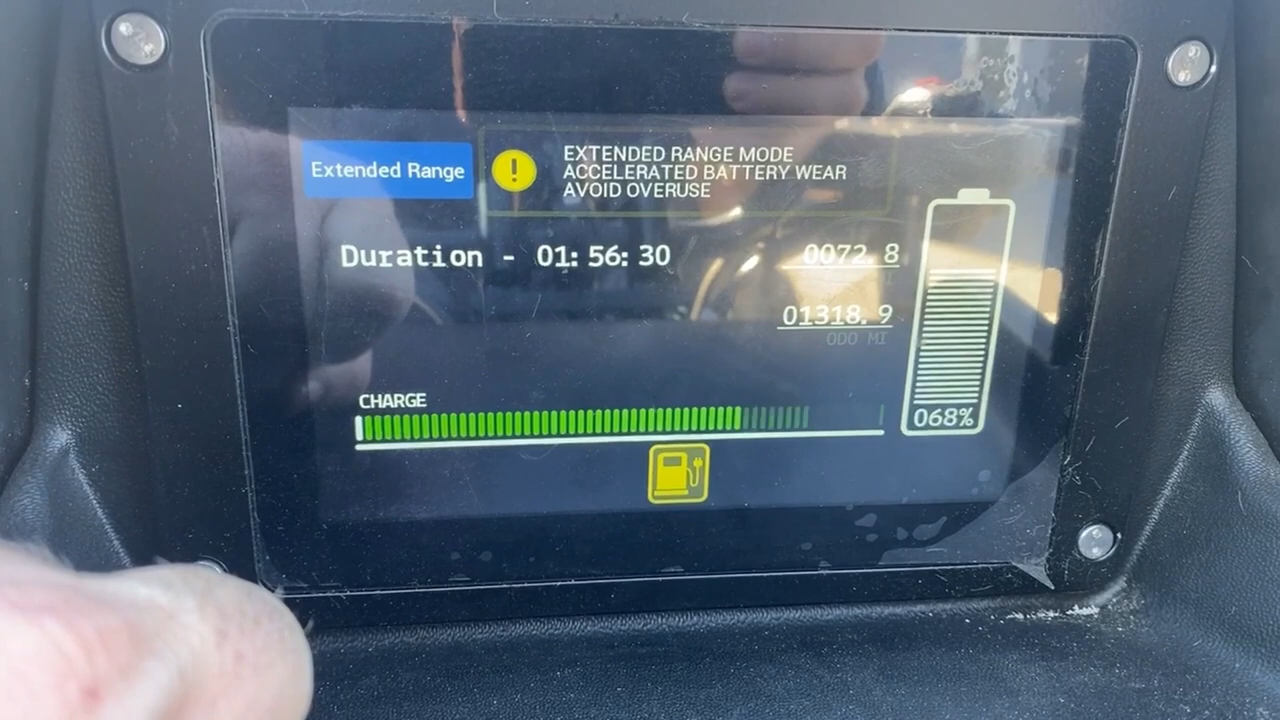 Extended Range
EXTENDED RANGE MODE
ACCELERATED BATTERY WEAR
AVOID OVERUSE
Duration - 01:56:30
0072.8
01318.9
ODO MI
CHARGE
068%